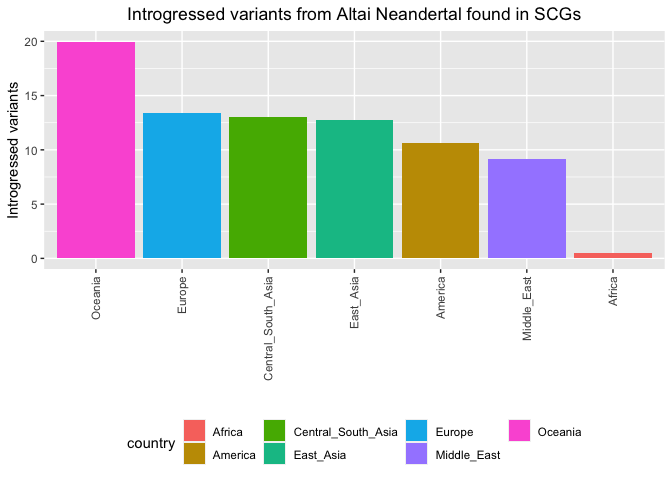 Introgressed variants from Altai Neandertal found in SCGs
Introgressed variants
20
15
10
5
0
Oceania
Europe
Central_South_Asia
East_Asia
America
Middle_East
Africa
country
Africa
Central_South_Asia
Europe
Oceania
America
East_Asia
Middle_East